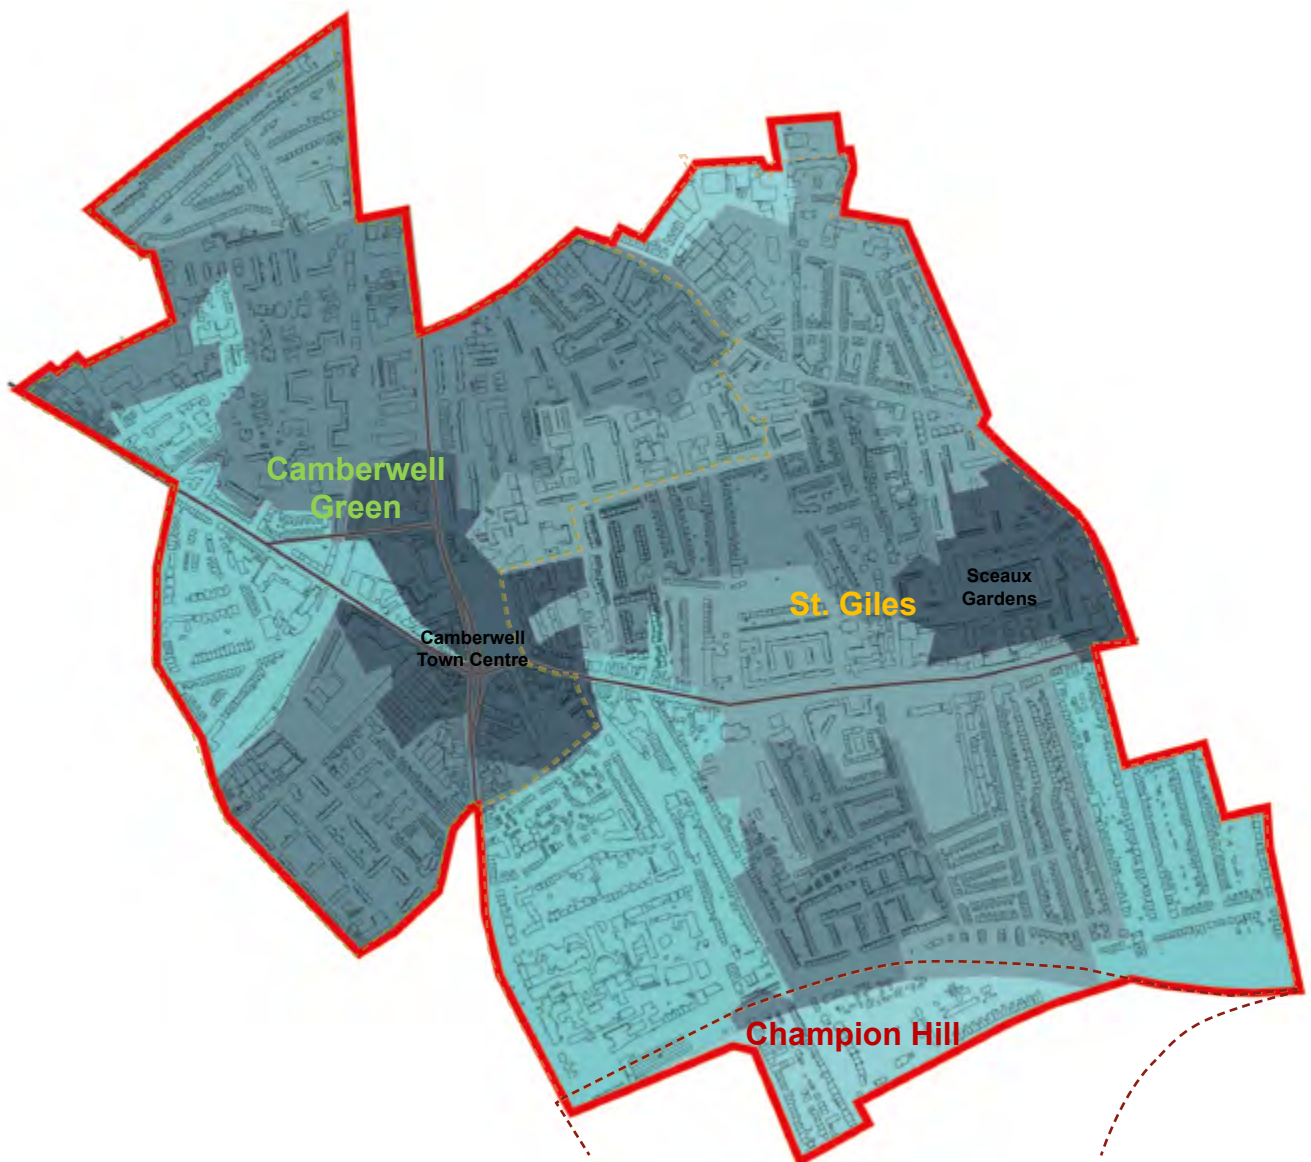 Camberwell
Green
Sceaux
Gardens
St. Giles
Camberwell
Town Centre
Champion Hill